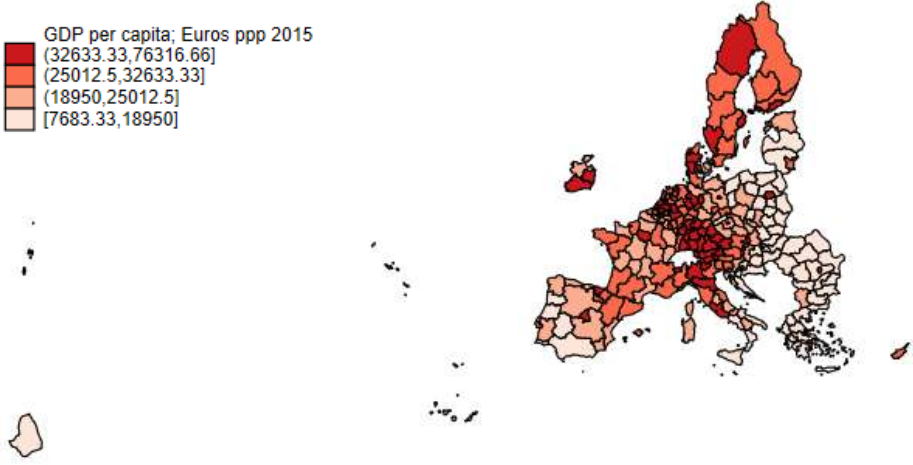 GDP per capita; Euros ppp 2015
(32633.33,76316.66]
(25012.5,32633.33]
(18950,25012.5]
[7683.33,18950]